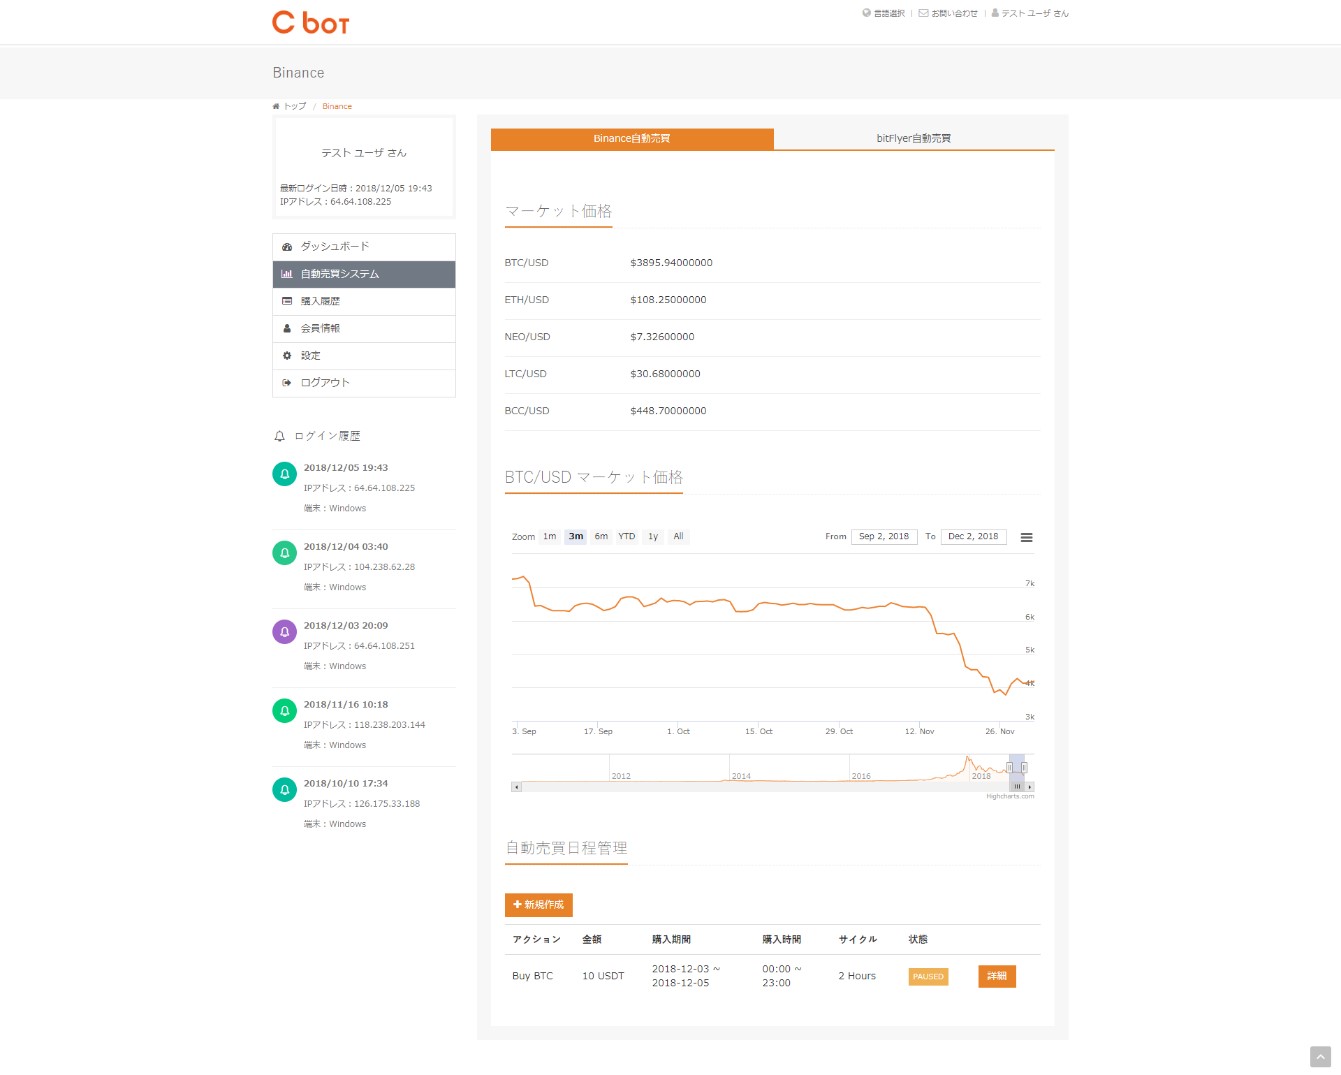 C BOT
言語選択 | お問い合わせ | テスト ユーザ さん
Binance
トップ / Binance
テスト ユーザ さん
最新ログイン日時 : 2018/12/05 19:43
IPアドレス : 64.64.108.225
ダッシュボード
自動売買システム
購入履歴
会員情報
設定
ログアウト
ログイン履歴
2018/12/05 19:43
IPアドレス : 64.64.108.225
端末 : Windows
2018/12/04 03:40
IPアドレス : 104.238.62.28
端末 : Windows
2018/12/03 20:09
IPアドレス : 64.64.108.251
端末 : Windows
2018/11/16 10:18
IPアドレス : 118.238.203.144
端末 : Windows
2018/10/10 17:34
IPアドレス : 126.175.33.188
端末 : Windows
Binance自動売買 bitFlyer自動売買
マーケット価格
BTC/USD $3895.94000000
ETH/USD $108.25000000
NEO/USD $7.32600000
LTC/USD $30.68000000
BCC/USD $448.70000000
BTC/USD マーケット価格
Zoom 1m 3m 6m YTD 1y All From Sep 2, 2018 To Dec 2, 2018
7k
6k
5k
4k
3k
3. Sep 17. Sep 1. Oct 15. Oct 29. Oct 12. Nov 26. Nov
2012 2014 2016 2018
Highcharts.com
自動売買日程管理
新規作成
アクション 金額 購入期間 購入時間 サイクル 状態
Buy BTC 10 USDT 2018-12-03 ~ 2018-12-05 00:00 ~ 23:00 2 Hours PAUSED 詳細